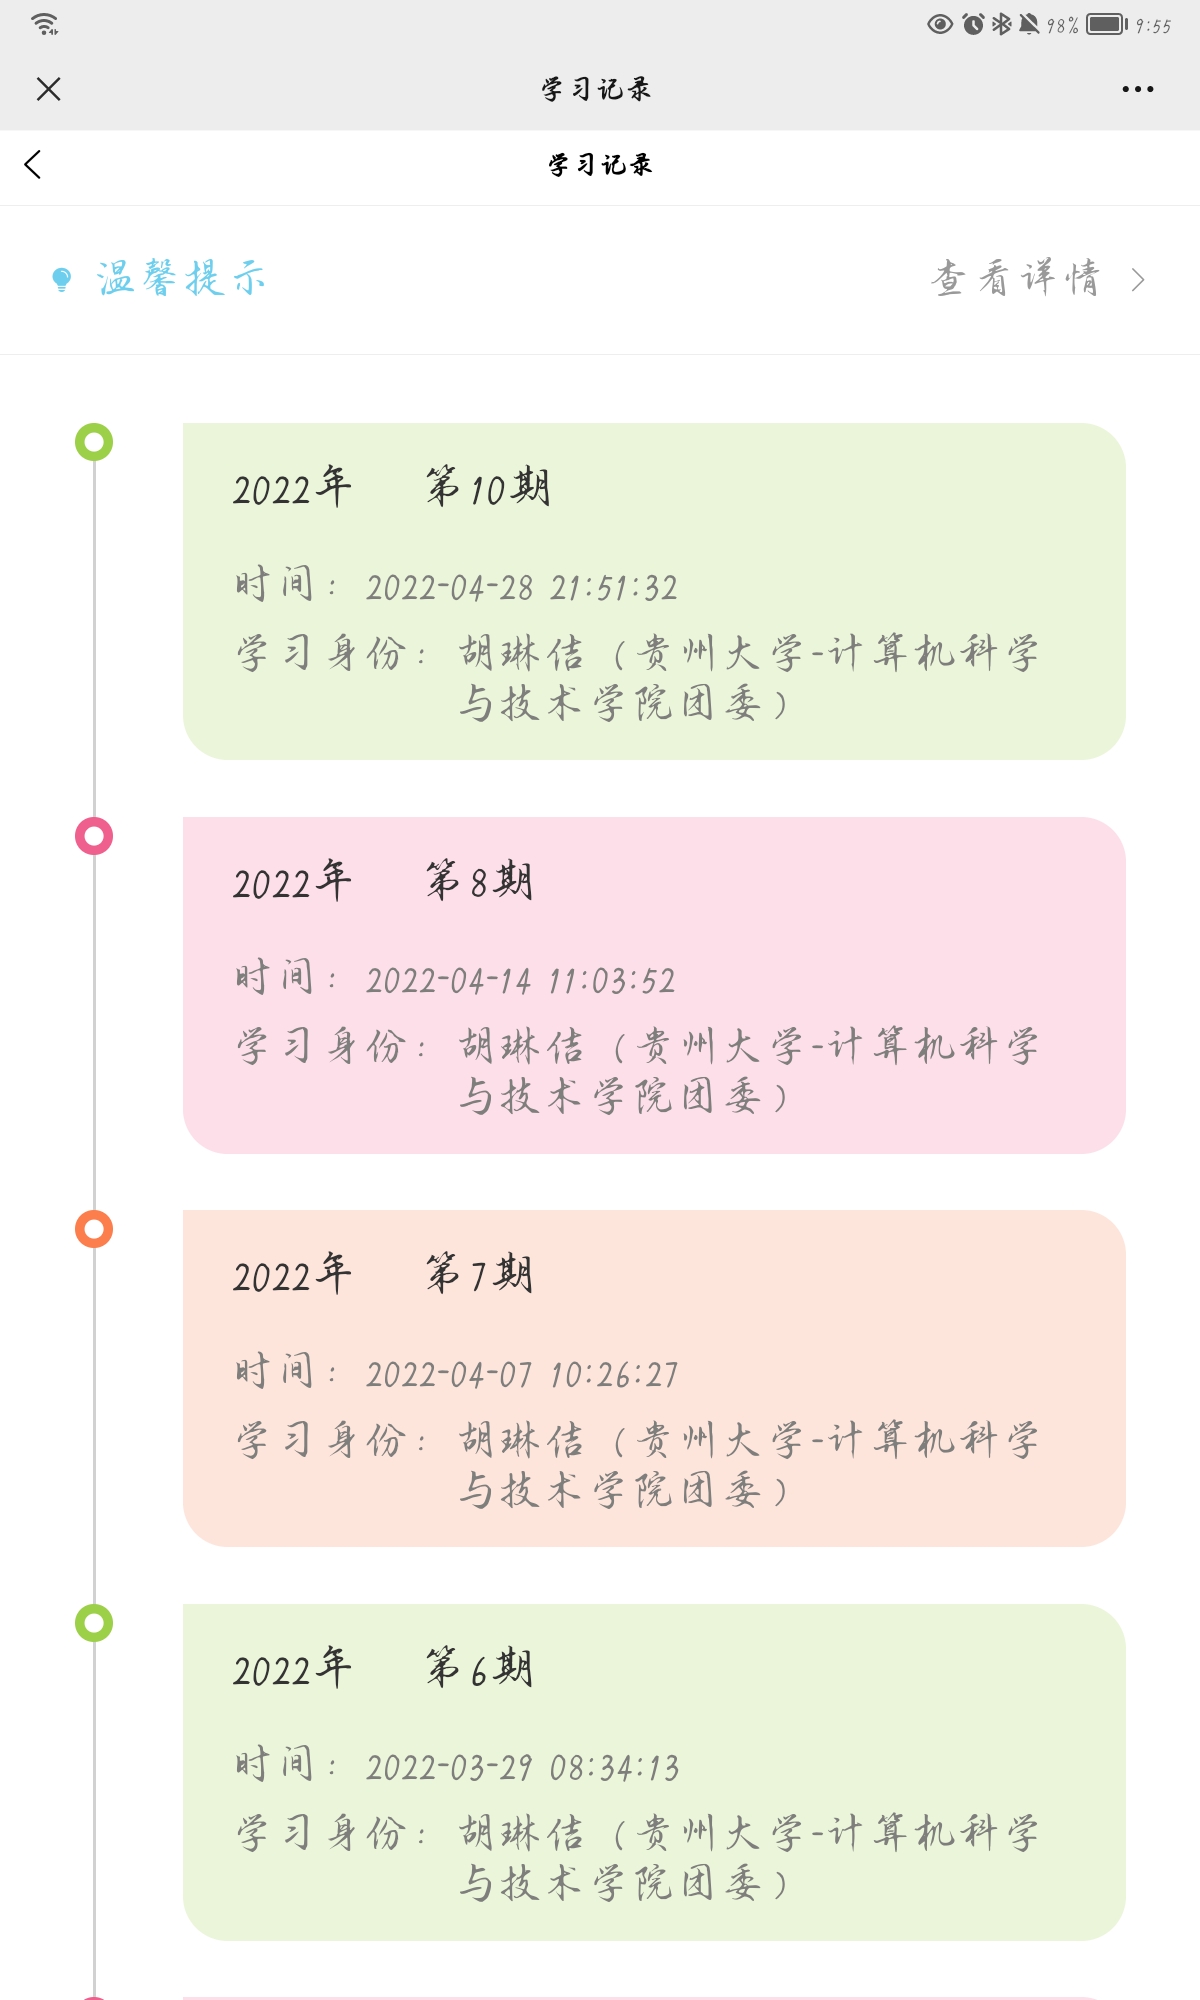 98% 9:55
学习记录
学习记录
温馨提示 查看详情
2022年 第10期
时间：2022-04-28 21:51:32
学习身份：胡琳佶（贵州大学-计算机科学
与技术学院团委）
2022年 第8期
时间：2022-04-14 11:03:52
学习身份：胡琳佶（贵州大学-计算机科学
与技术学院团委）
2022年 第7期
时间：2022-04-07 10:26:27
学习身份：胡琳佶（贵州大学-计算机科学
与技术学院团委）
2022年 第6期
时间：2022-03-29 08:34:13
学习身份：胡琳佶（贵州大学-计算机科学
与技术学院团委）